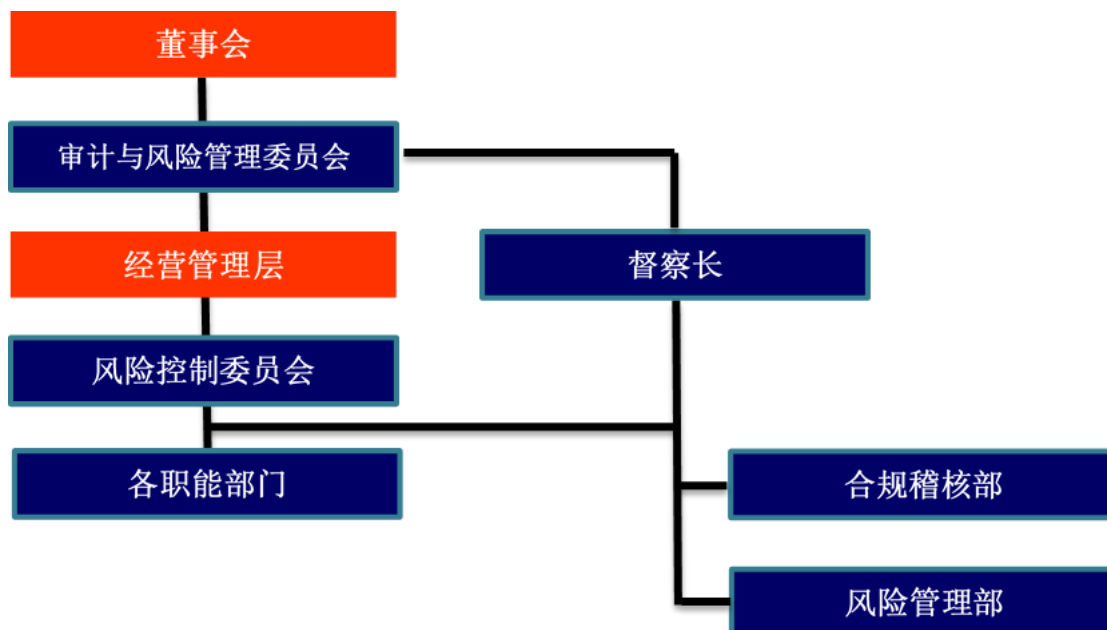 董事会
审计与风险管理委员会
经营管理层
督察长
风险控制委员会
各职能部门
合规稽核部
风险管理部